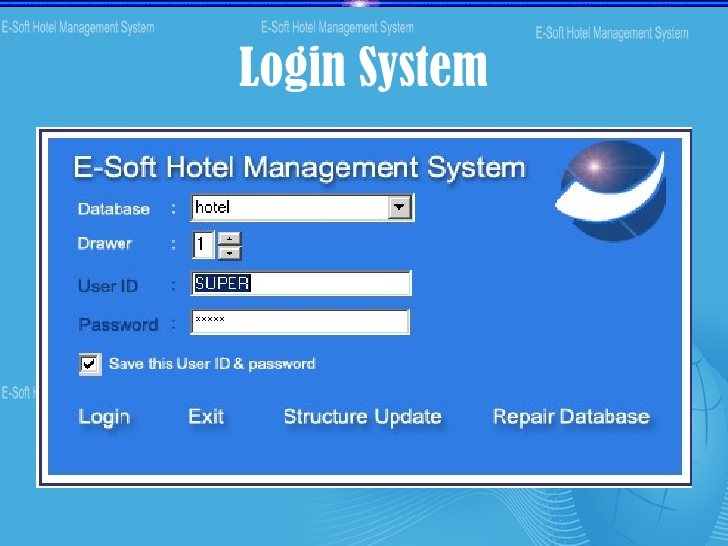 E-Soft Hotel Management System E-Soft Hotel Management System E-Soft Hotel Management System
Login System
E-Soft Hotel Management System
Database : hotel
Drawer : 1
User ID : SUPER
Password : *****
Save this User ID & password
E-Soft H
Login Exit Structure Update Repair Database